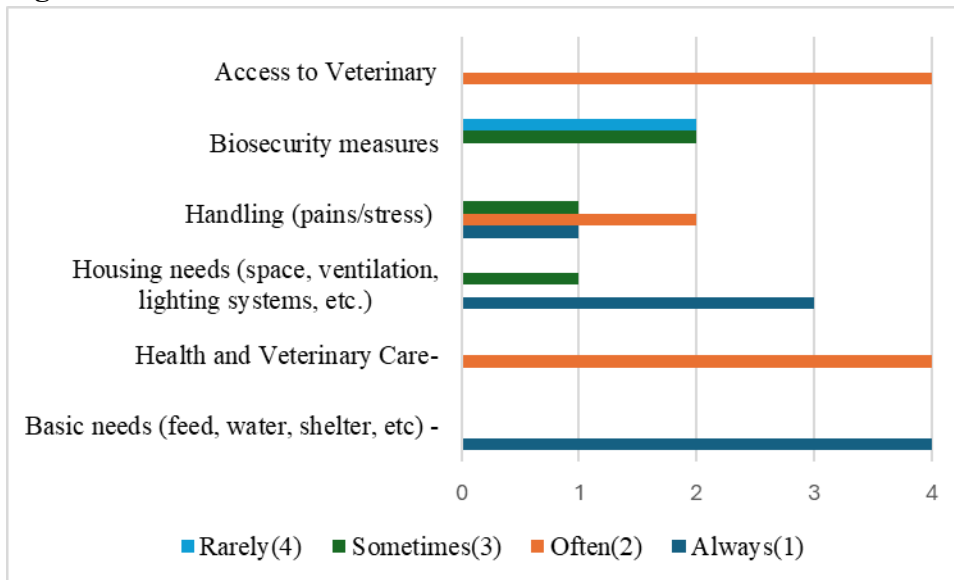 Access to Veterinary
Biosecurity measures
Handling (pains/stress)
Housing needs (space, ventilation,
lighting systems, etc.)
Health and Veterinary Care-
Basic needs (feed, water, shelter, etc) -
0 1 2 3 4
Rarely(4) Sometimes(3) Often(2) Always(1)